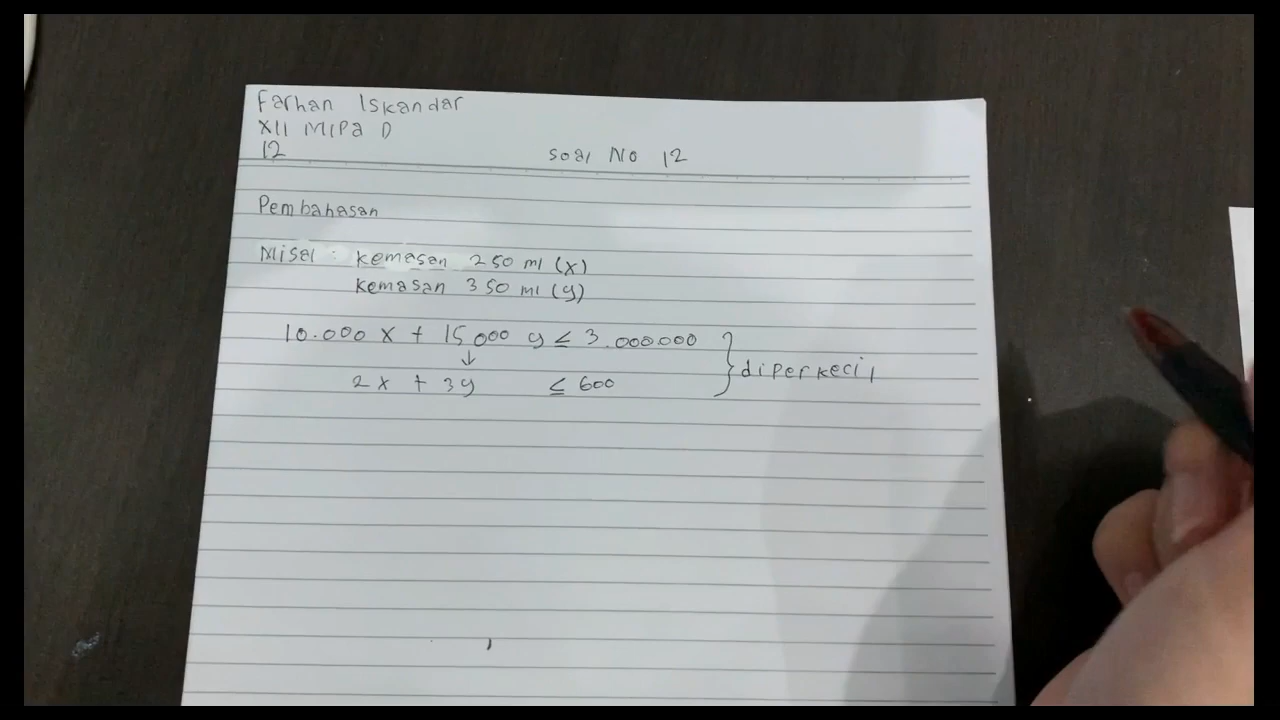 Farhan Iskandar
XII MIPa D
12
soal No 12
Pembahasan
Misal : kemasan 250 ml (x)
kemasan 350 ml (y)
10.000 x + 15.000 y ≤ 3.000.000
↓
2x + 3y ≤ 600
} diperkecil